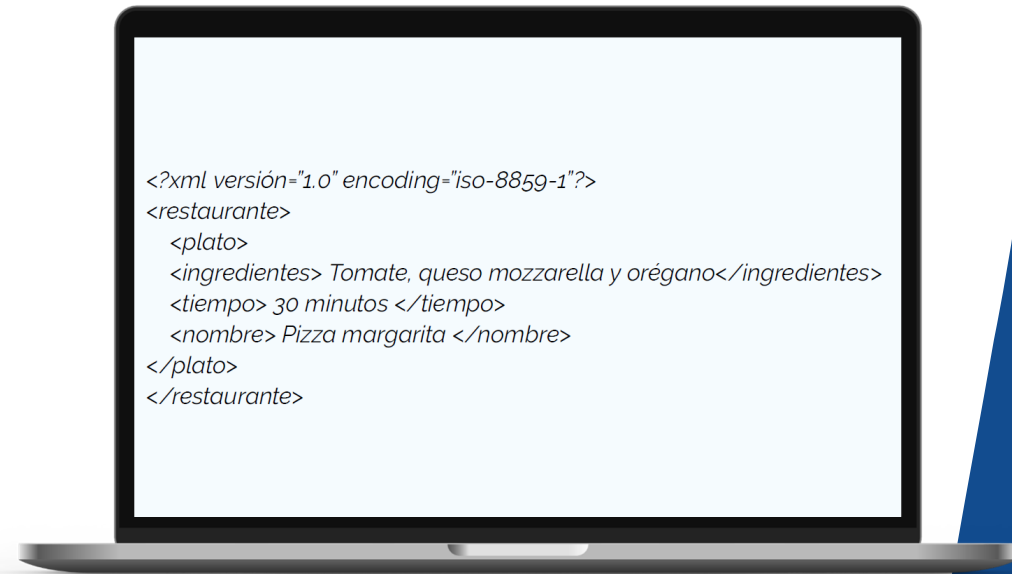 <?xml versión=”1.0” encoding=”iso-8859-1”?>
<restaurante>
<plato>
<ingredientes> Tomate, queso mozzarella y orégano</ingredientes>
<tiempo> 30 minutos </tiempo>
<nombre> Pizza margarita </nombre>
</plato>
</restaurante>